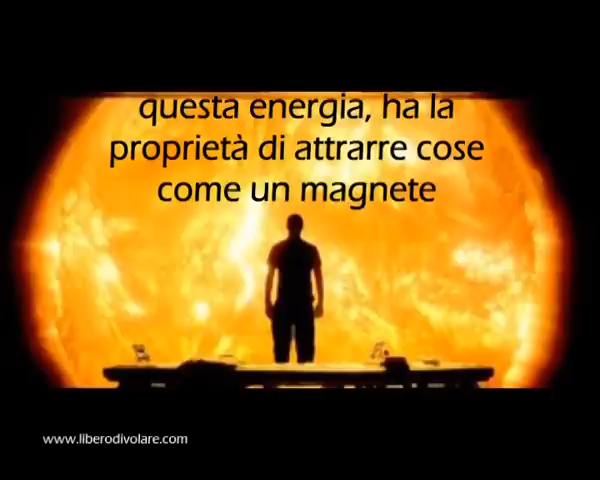 questa energia, ha la
proprietà di attrarre cose
come un magnete
www.liberodivolare.com